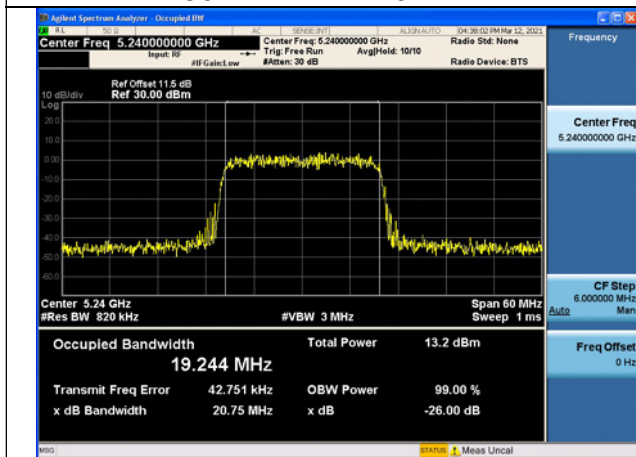 Agilent Spectrum Analyzer - Occupied BW
RL 50 Ω AC SENSE:INT ALIGN AUTO 04:38:02 PM Mar 12, 2021
Center Freq 5.240000000 GHz Center Freq: 5.240000000 GHz Radio Std: None Frequency
Input: RF Trig: Free Run Avg|Hold: 10/10
#IFGain:Low #Atten: 30 dB Radio Device: BTS
Ref Offset 11.5 dB
10 dB/div Ref 30.00 dBm
Log
20.0
10.0
0.00
-10.0
-20.0
-30.0
-40.0
-50.0
-60.0
Center Freq
5.240000000 GHz
Center 5.24 GHz Span 60 MHz
#Res BW 820 kHz #VBW 3 MHz Sweep 1 ms
CF Step
6.000000 MHz
Auto Man
Occupied Bandwidth Total Power 13.2 dBm
19.244 MHz
Freq Offset
0 Hz
Transmit Freq Error 42.751 kHz OBW Power 99.00 %
x dB Bandwidth 20.75 MHz x dB -26.00 dB
MSG STATUS Meas Uncal